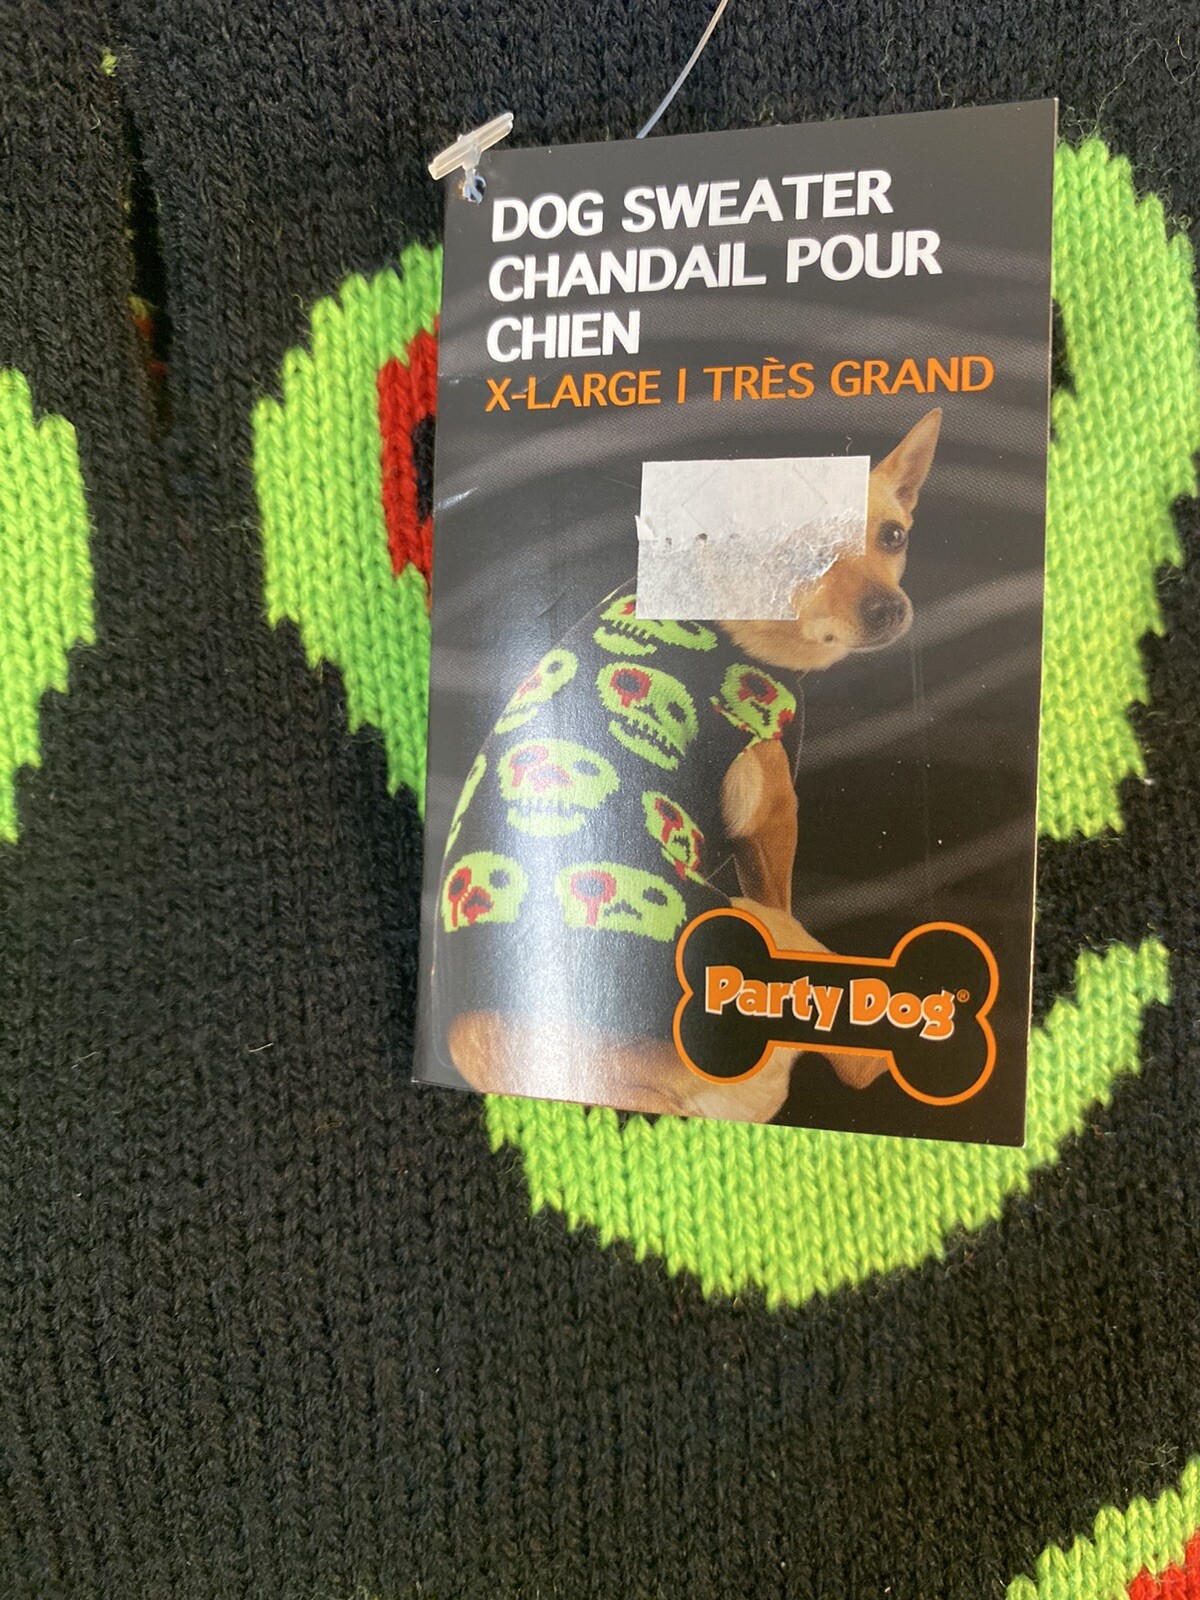 DOG SWEATER
CHANDAIL POUR
CHIEN
X-LARGE | TRÈS GRAND
Party Dog®